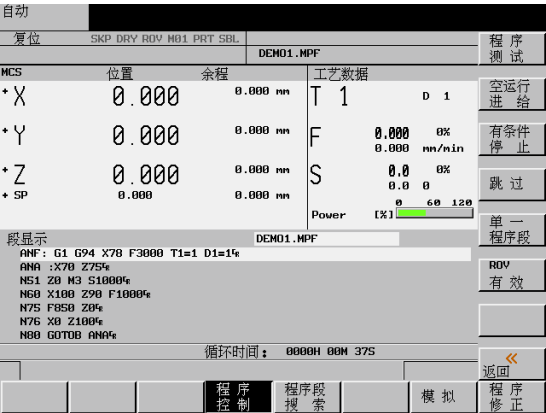 自动
复位 SKP DRY ROV M01 PRT SBL
DEMO1.MPF
程 序
测 试
MCS 位置 余程 工艺数据
+ X 0.000 0.000 mm T 1 D 1
空运行
进 给
+ Y 0.000 0.000 mm F 0.000 0%
0.000 mm/min
有条件
停 止
+ Z 0.000 0.000 mm S 0.0 0%
+ SP 0.000 0.000 mm 0.0 0
跳 过
0 60 120
Power [%]
单 一
程序段
段显示 DEMO1.MPF
ANF: G1 G94 X78 F3000 T1=1 D1=1
ANA :X70 Z75
N51 Z0 M3 S1000
N60 X100 Z90 F1000
N75 F850 Z0
N76 X0 Z100
N80 GOTOB ANA
ROV
有 效
循环时间: 000H 00M 37S
返回
程 序
控 制
程序段
搜 索
模 拟
程 序
修 正